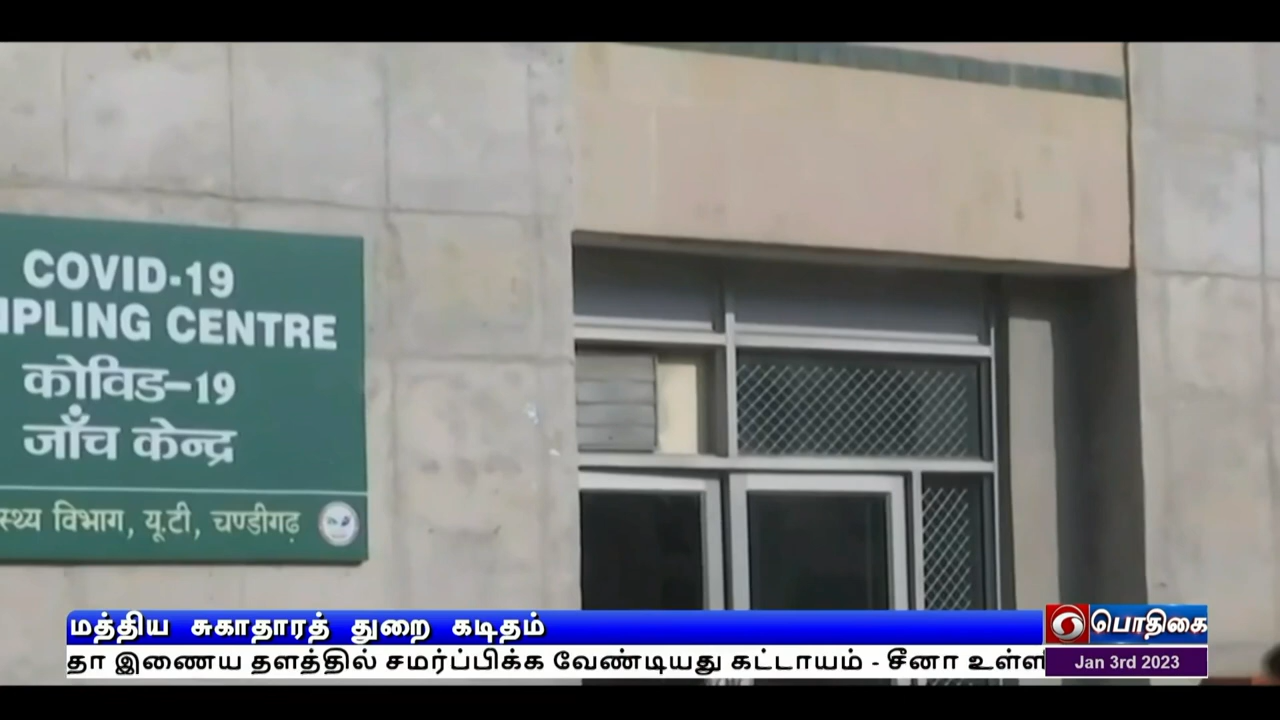 COVID-19
MPLING CENTRE
कोविड-19
जाँच केन्द्र
स्थ्य विभाग, यू.टी, चण्डीगढ़
மத்திய சுகாதாரத் துறை கடிதம்
பொதிகை
தா இணைய தளத்தில் சமர்ப்பிக்க வேண்டியது கட்டாயம் - சீனா உள்ளி
Jan 3rd 2023